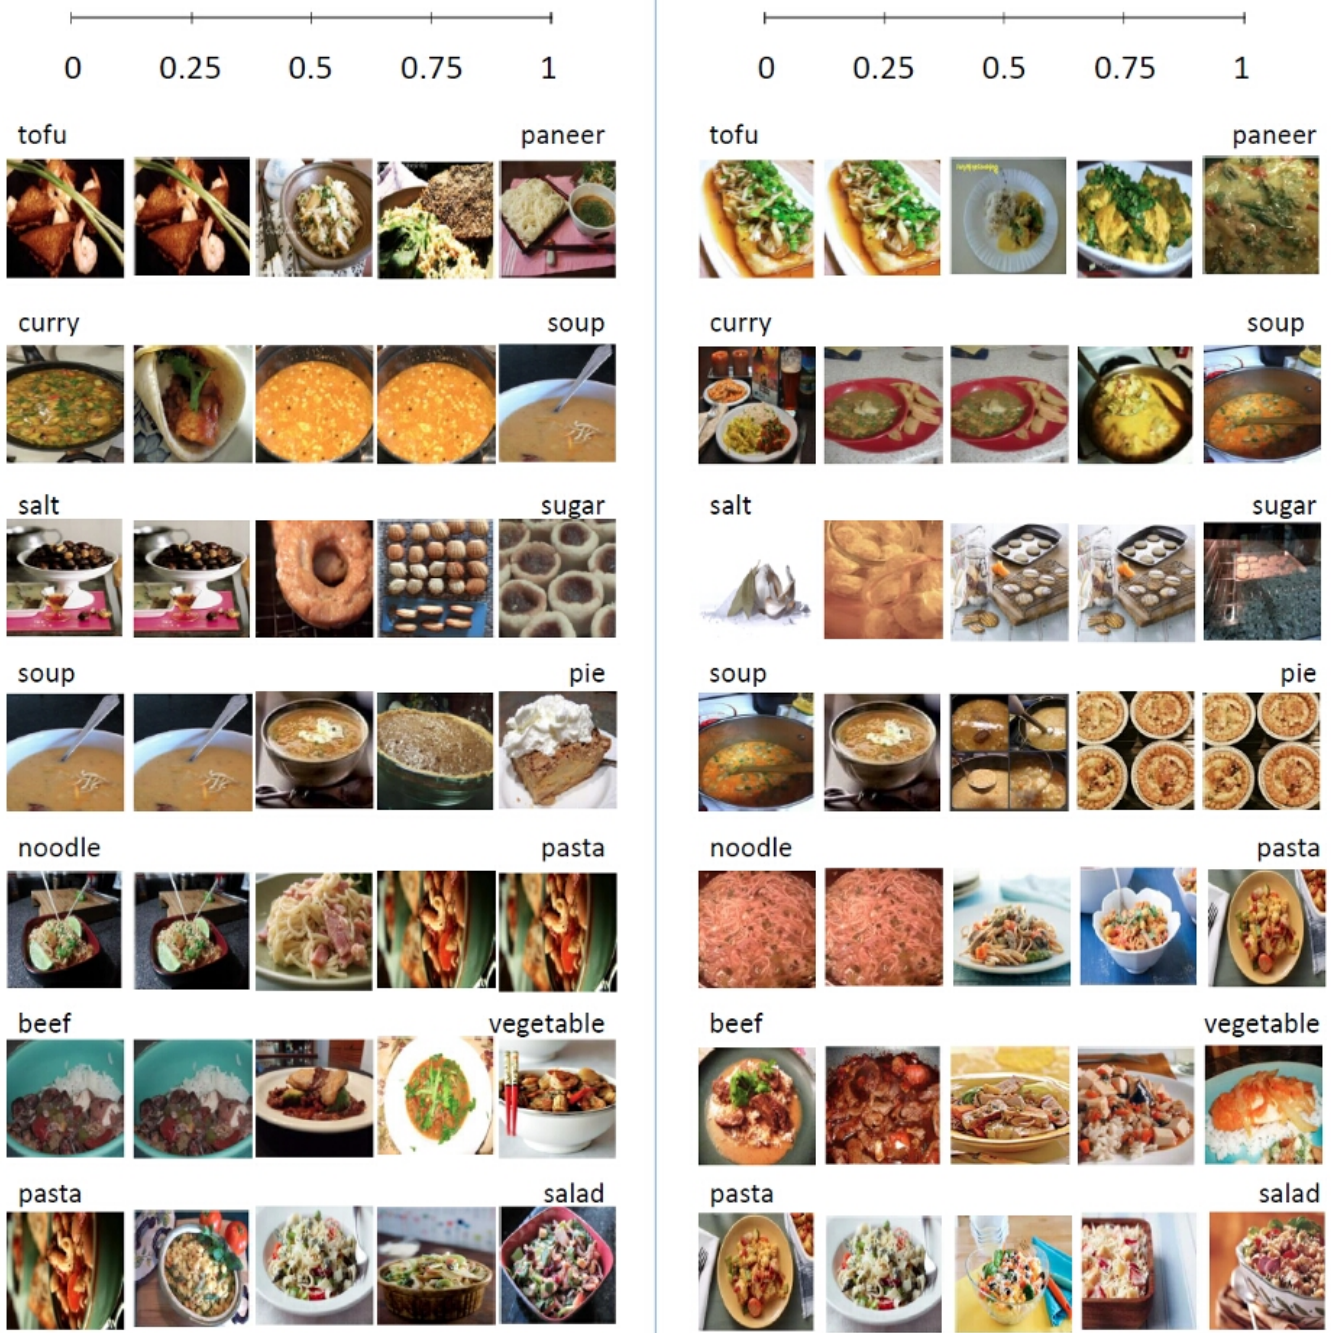 0 0.25 0.5 0.75 1
tofu paneer
curry soup
salt sugar
soup pie
noodle pasta
beef vegetable
pasta salad
0 0.25 0.5 0.75 1
tofu paneer
curry soup
salt sugar
soup pie
noodle pasta
beef vegetable
pasta salad